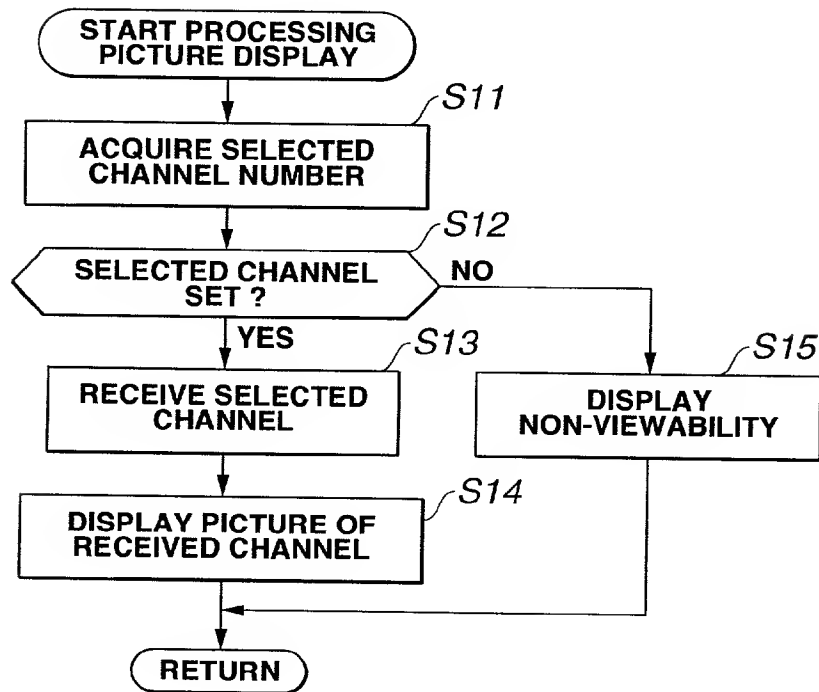 START PROCESSING
PICTURE DISPLAY
S11
ACQUIRE SELECTED
CHANNEL NUMBER
S12
SELECTED CHANNEL
SET ?
NO
YES
S13
RECEIVE SELECTED
CHANNEL
S15
DISPLAY
NON-VIEWABILITY
S14
DISPLAY PICTURE OF
RECEIVED CHANNEL
RETURN